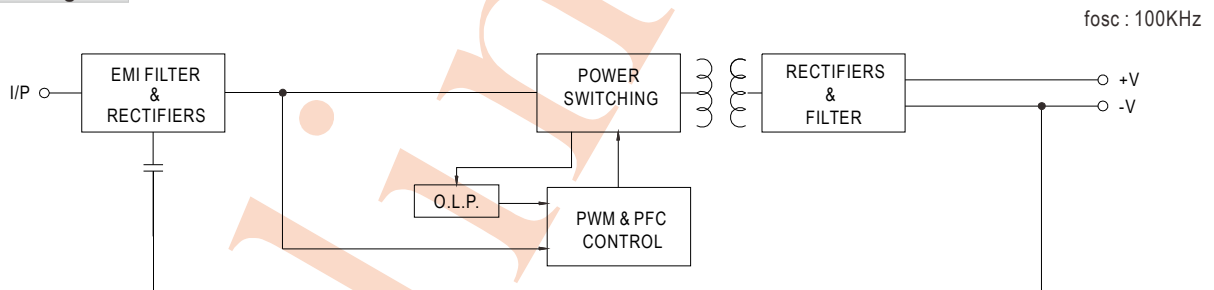 fosc : 100KHz
I/P
EMI FILTER
&
RECTIFIERS
POWER
SWITCHING
RECTIFIERS
&
FILTER
+V
-V
O.L.P.
PWM & PFC
CONTROL